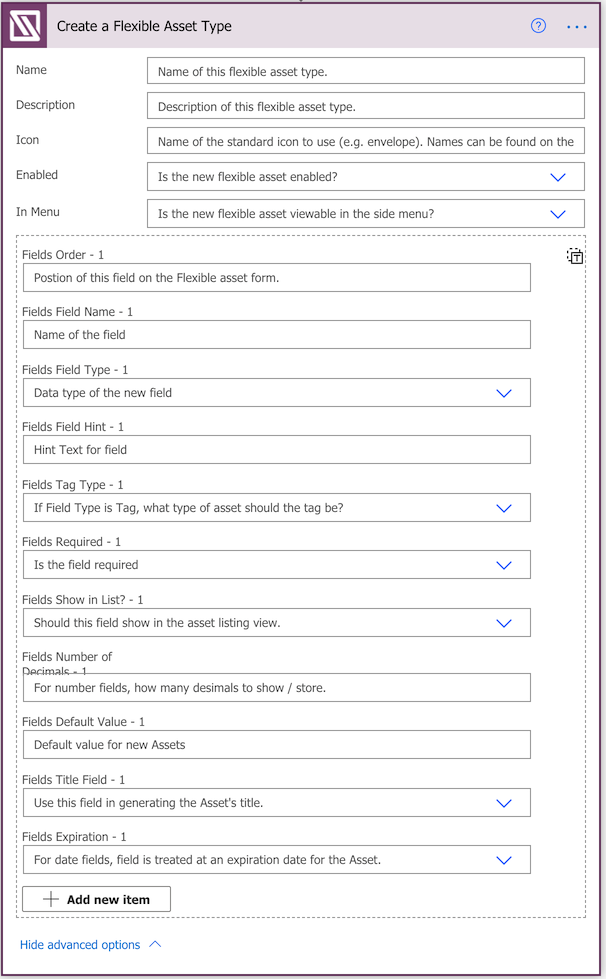 Create a Flexible Asset Type
Name
Name of this flexible asset type.
Description
Description of this flexible asset type.
Icon
Name of the standard icon to use (e.g. envelope). Names can be found on the
Enabled
Is the new flexible asset enabled?
In Menu
Is the new flexible asset viewable in the side menu?
Fields Order - 1
Postion of this field on the Flexible asset form.
Fields Field Name - 1
Name of the field
Fields Field Type - 1
Data type of the new field
Fields Field Hint - 1
Hint Text for field
Fields Tag Type - 1
If Field Type is Tag, what type of asset should the tag be?
Fields Required - 1
Is the field required
Fields Show in List? - 1
Should this field show in the asset listing view.
Fields Number of
Decimals - 1
For number fields, how many desimals to show / store.
Fields Default Value - 1
Default value for new Assets
Fields Title Field - 1
Use this field in generating the Asset's title.
Fields Expiration - 1
For date fields, field is treated at an expiration date for the Asset.
Add new item
Hide advanced options